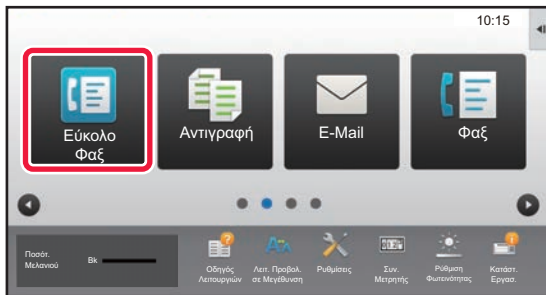 10:15
Εύκολο
Φαξ
Αντιγραφή
E-Mail
Φαξ
Ποσότ.
Μελανιού
Bk
Οδηγός
Λειτουργιών
Λειτ. Προβολ.
σε Μεγέθυνση
Ρυθμίσεις
Συν.
Μετρητής
Ρύθμιση
Φωτεινότητας
Κατάστ.
Εργασ.